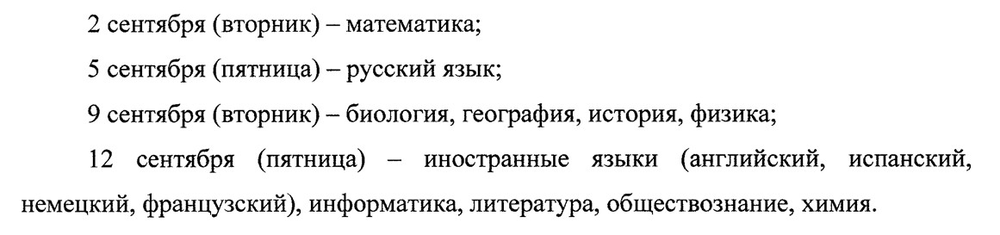 2 сентября (вторник) – математика;
5 сентября (пятница) – русский язык;
9 сентября (вторник) – биология, география, история, физика;
12 сентября (пятница) – иностранные языки (английский, испанский,
немецкий, французский), информатика, литература, обществознание, химия.